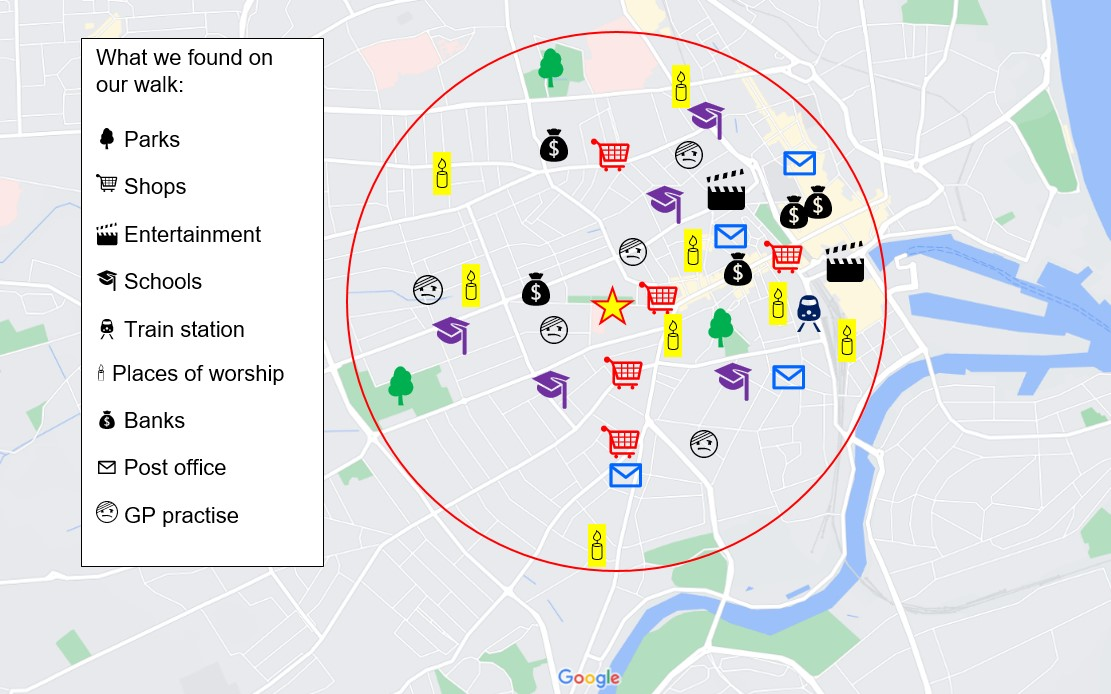 What we found on
our walk:
Parks
Shops
Entertainment
Schools
Train station
Places of worship
Banks
Post office
GP practise
Google